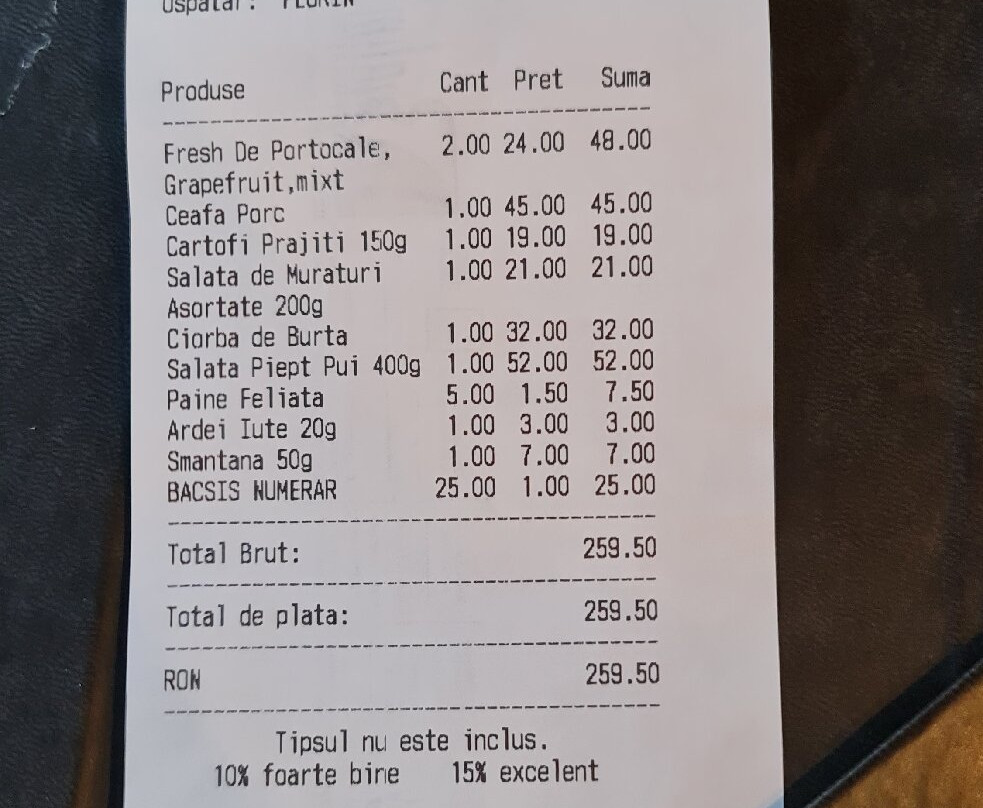 Ospatar: FLORIN
Produse Cant Pret Suma
Fresh De Portocale, 2.00 24.00 48.00
Grapefruit,mixt
Ceafa Porc 1.00 45.00 45.00
Cartofi Prajiti 150g 1.00 19.00 19.00
Salata de Muraturi 1.00 21.00 21.00
Asortate 200g
Ciorba de Burta 1.00 32.00 32.00
Salata Piept Pui 400g 1.00 52.00 52.00
Paine Feliata 5.00 1.50 7.50
Ardei Iute 20g 1.00 3.00 3.00
Smantana 50g 1.00 7.00 7.00
BACSIS NUMERAR 25.00 1.00 25.00
Total Brut: 259.50
Total de plata: 259.50
RON 259.50
Tipsul nu este inclus.
10% foarte bine 15% excelent